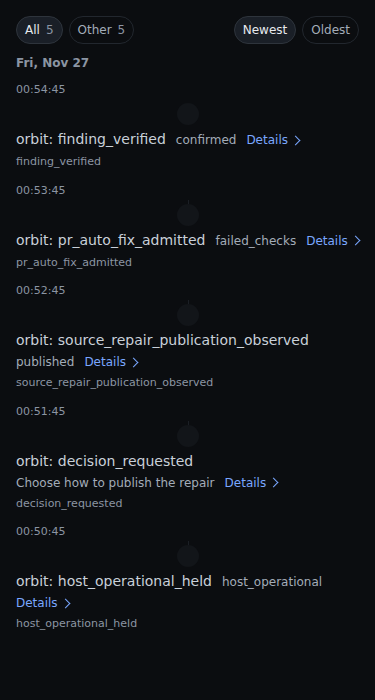 All 5 Other 5 Newest Oldest
Fri, Nov 27
00:54:45
orbit: finding_verified confirmed Details
finding_verified
00:53:45
orbit: pr_auto_fix_admitted failed_checks Details
pr_auto_fix_admitted
00:52:45
orbit: source_repair_publication_observed
published Details
source_repair_publication_observed
00:51:45
orbit: decision_requested
Choose how to publish the repair Details
decision_requested
00:50:45
orbit: host_operational_held host_operational
Details
host_operational_held